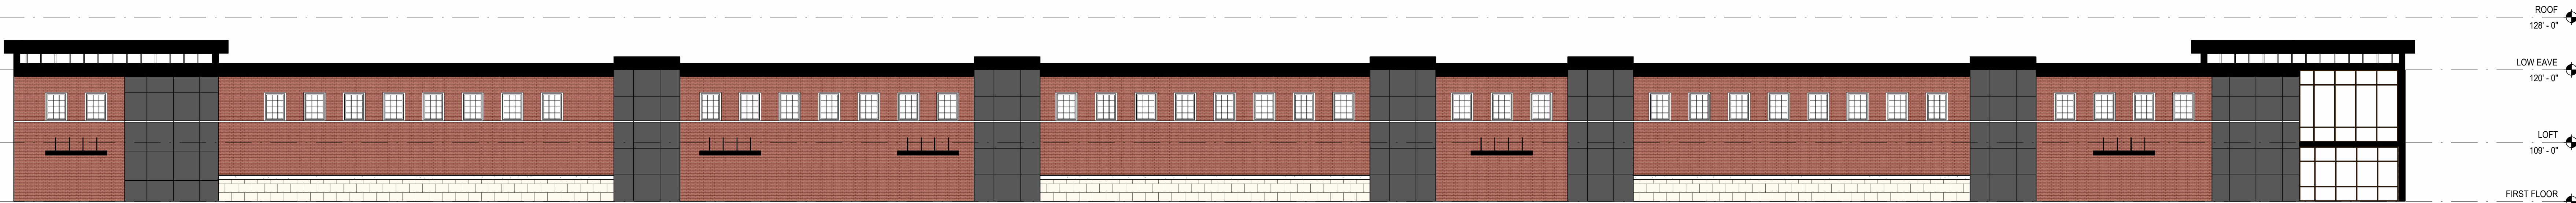 ROOF
128' - 0"
LOW EAVE
120' - 0"
LOFT
109' - 0"
FIRST FLOOR